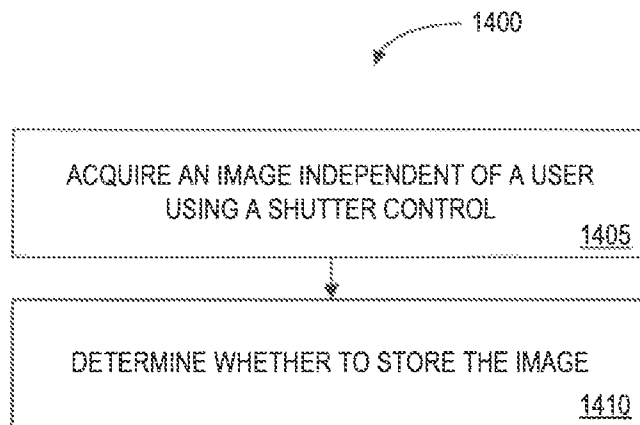 1400
ACQUIRE AN IMAGE INDEPENDENT OF A USER
USING A SHUTTER CONTROL
1405
DETERMINE WHETHER TO STORE THE IMAGE
1410